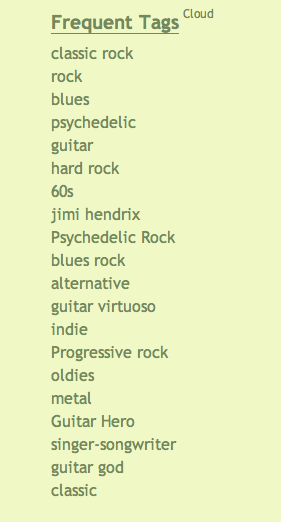 Frequent Tags Cloud
classic rock
rock
blues
psychedelic
guitar
hard rock
60s
jimi hendrix
Psychedelic Rock
blues rock
alternative
guitar virtuoso
indie
Progressive rock
oldies
metal
Guitar Hero
singer-songwriter
guitar god
classic